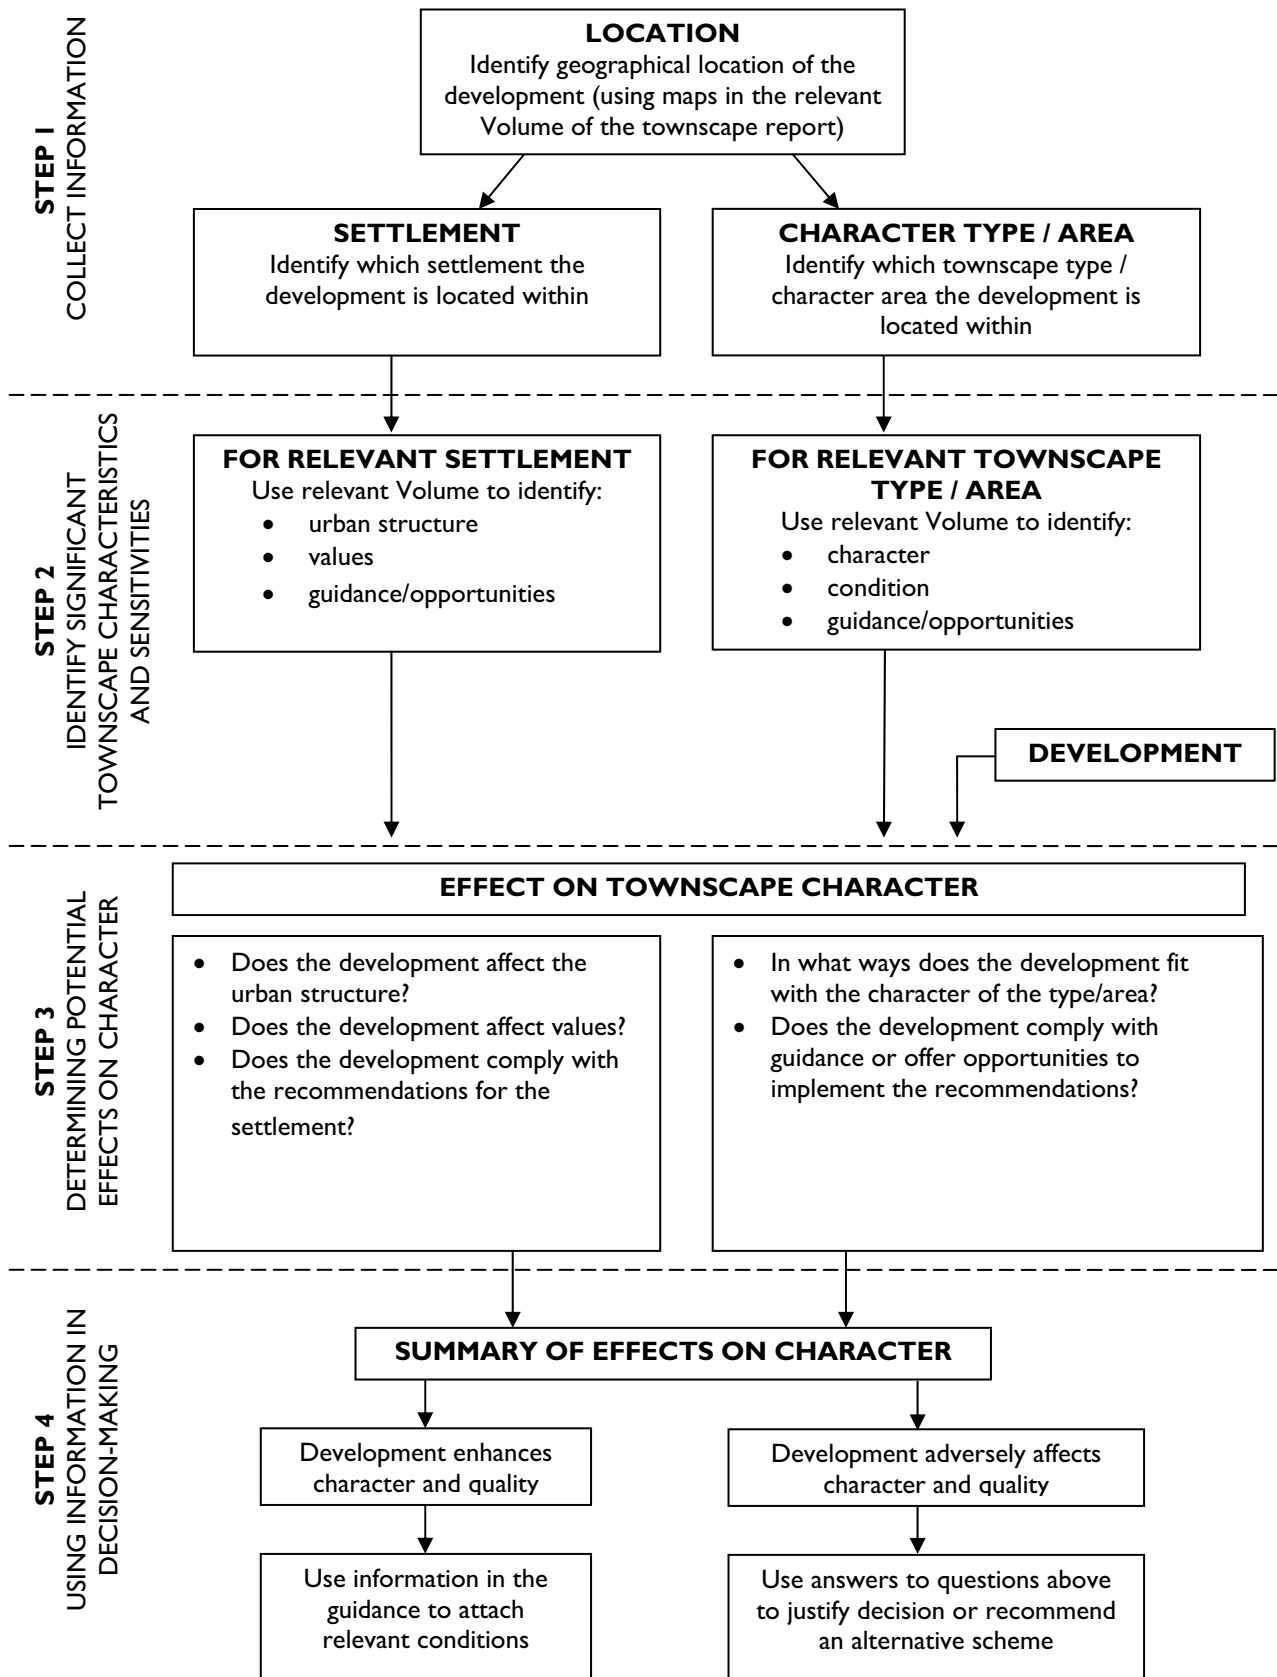 STEP 1
COLLECT INFORMATION
LOCATION
Identify geographical location of the
development (using maps in the relevant
Volume of the townscape report)
SETTLEMENT
Identify which settlement the
development is located within
CHARACTER TYPE / AREA
Identify which townscape type /
character area the development is
located within
STEP 2
IDENTIFY SIGNIFICANT
TOWNSCAPE CHARACTERISTICS
AND SENSITIVITIES
FOR RELEVANT SETTLEMENT
Use relevant Volume to identify:
• urban structure
• values
• guidance/opportunities
FOR RELEVANT TOWNSCAPE
TYPE / AREA
Use relevant Volume to identify:
• character
• condition
• guidance/opportunities
DEVELOPMENT
STEP 3
DETERMINING POTENTIAL
EFFECTS ON CHARACTER
EFFECT ON TOWNSCAPE CHARACTER
• Does the development affect the
urban structure?
• Does the development affect values?
• Does the development comply with
the recommendations for the
settlement?
• In what ways does the development fit
with the character of the type/area?
• Does the development comply with
guidance or offer opportunities to
implement the recommendations?
STEP 4
USING INFORMATION IN
DECISION-MAKING
SUMMARY OF EFFECTS ON CHARACTER
Development enhances
character and quality
Development adversely affects
character and quality
Use information in the
guidance to attach
relevant conditions
Use answers to questions above
to justify decision or recommend
an alternative scheme